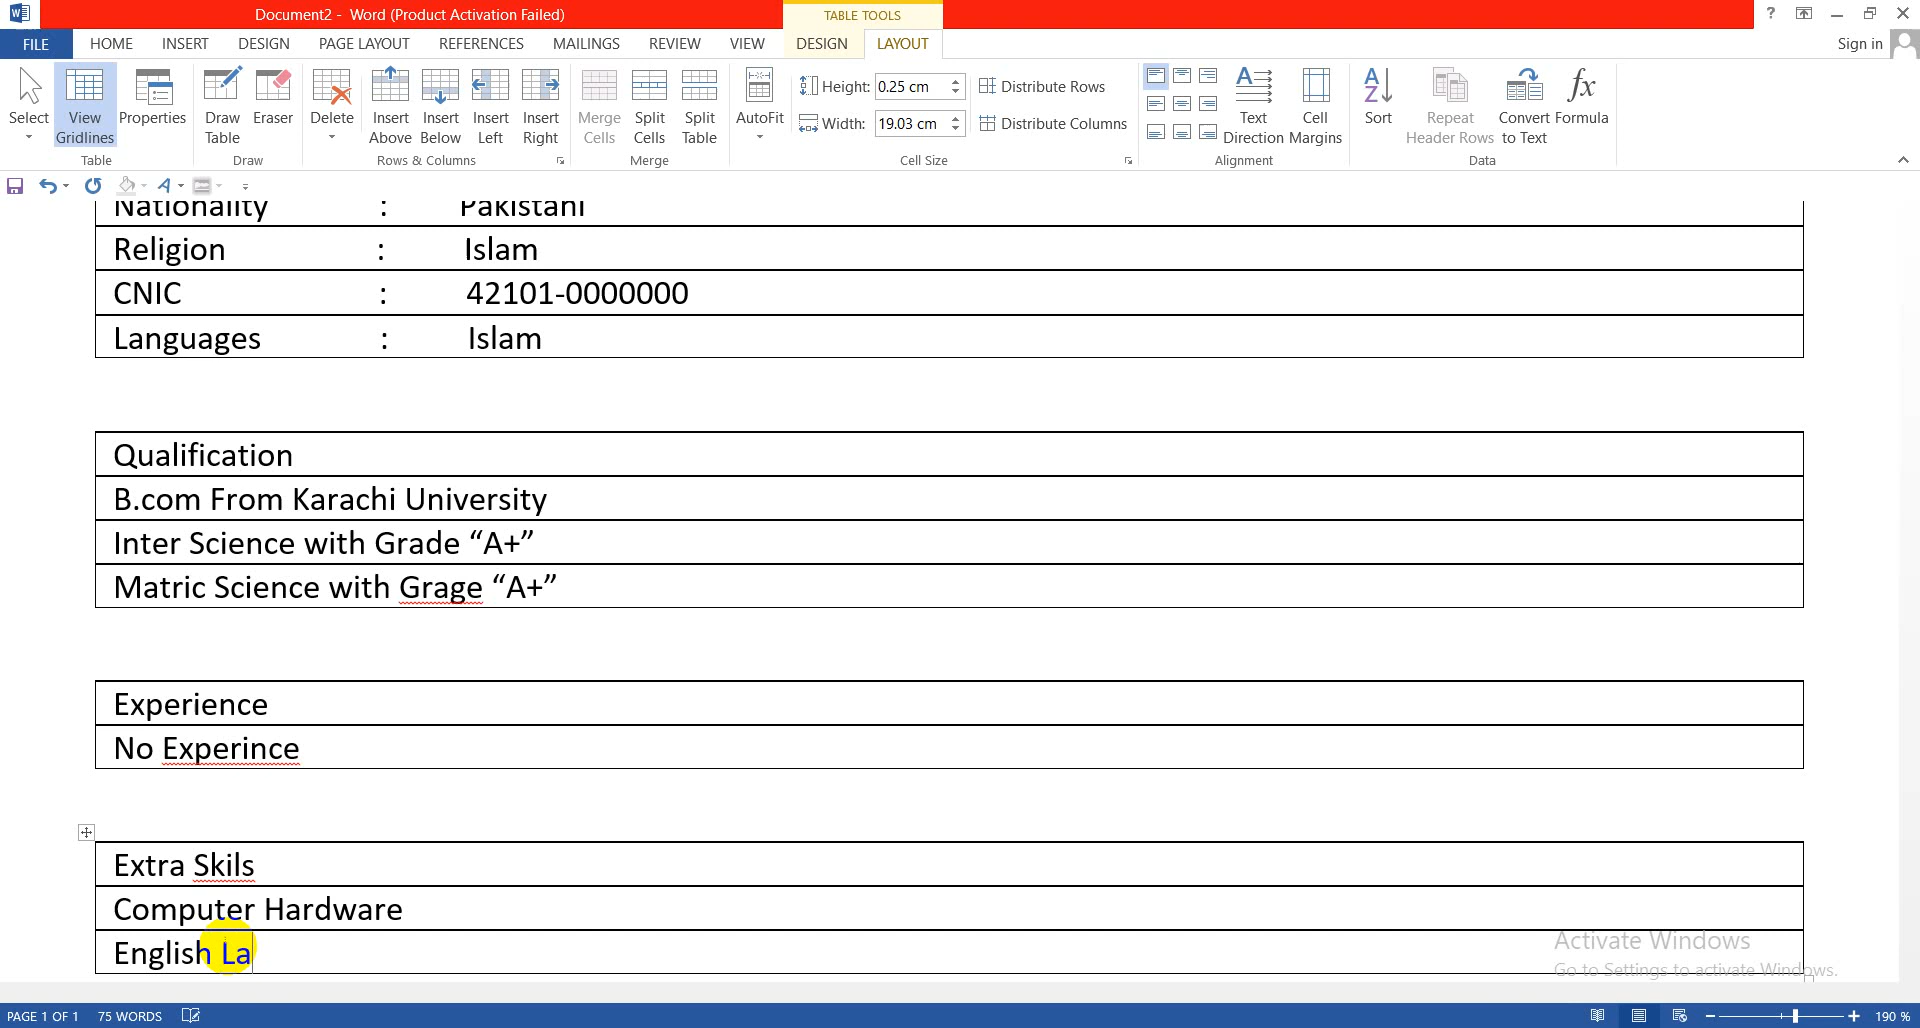 Document2 - Word (Product Activation Failed)
TABLE TOOLS
?
FILE HOME INSERT DESIGN PAGE LAYOUT REFERENCES MAILINGS REVIEW VIEW DESIGN LAYOUT Sign in
Select
View Gridlines
Properties
Draw Table
Eraser
Delete
Insert Above
Insert Below
Insert Left
Insert Right
Merge Cells
Split Cells
Split Table
AutoFit
Height: 0.25 cm
Width: 19.03 cm
Distribute Rows
Distribute Columns
Text Direction
Cell Margins
Sort
Repeat Header Rows
Convert to Text
Formula
Table Draw Rows & Columns Merge Cell Size Alignment Data
Nationality : Pakistani
Religion : Islam
CNIC : 42101-0000000
Languages : Islam
Qualification
B.com From Karachi University
Inter Science with Grade “A+”
Matric Science with Grage “A+”
Experience
No Experince
Extra Skils
Computer Hardware
English La
Activate Windows
Go to Settings to activate Windows.
PAGE 1 OF 1 75 WORDS 190 %